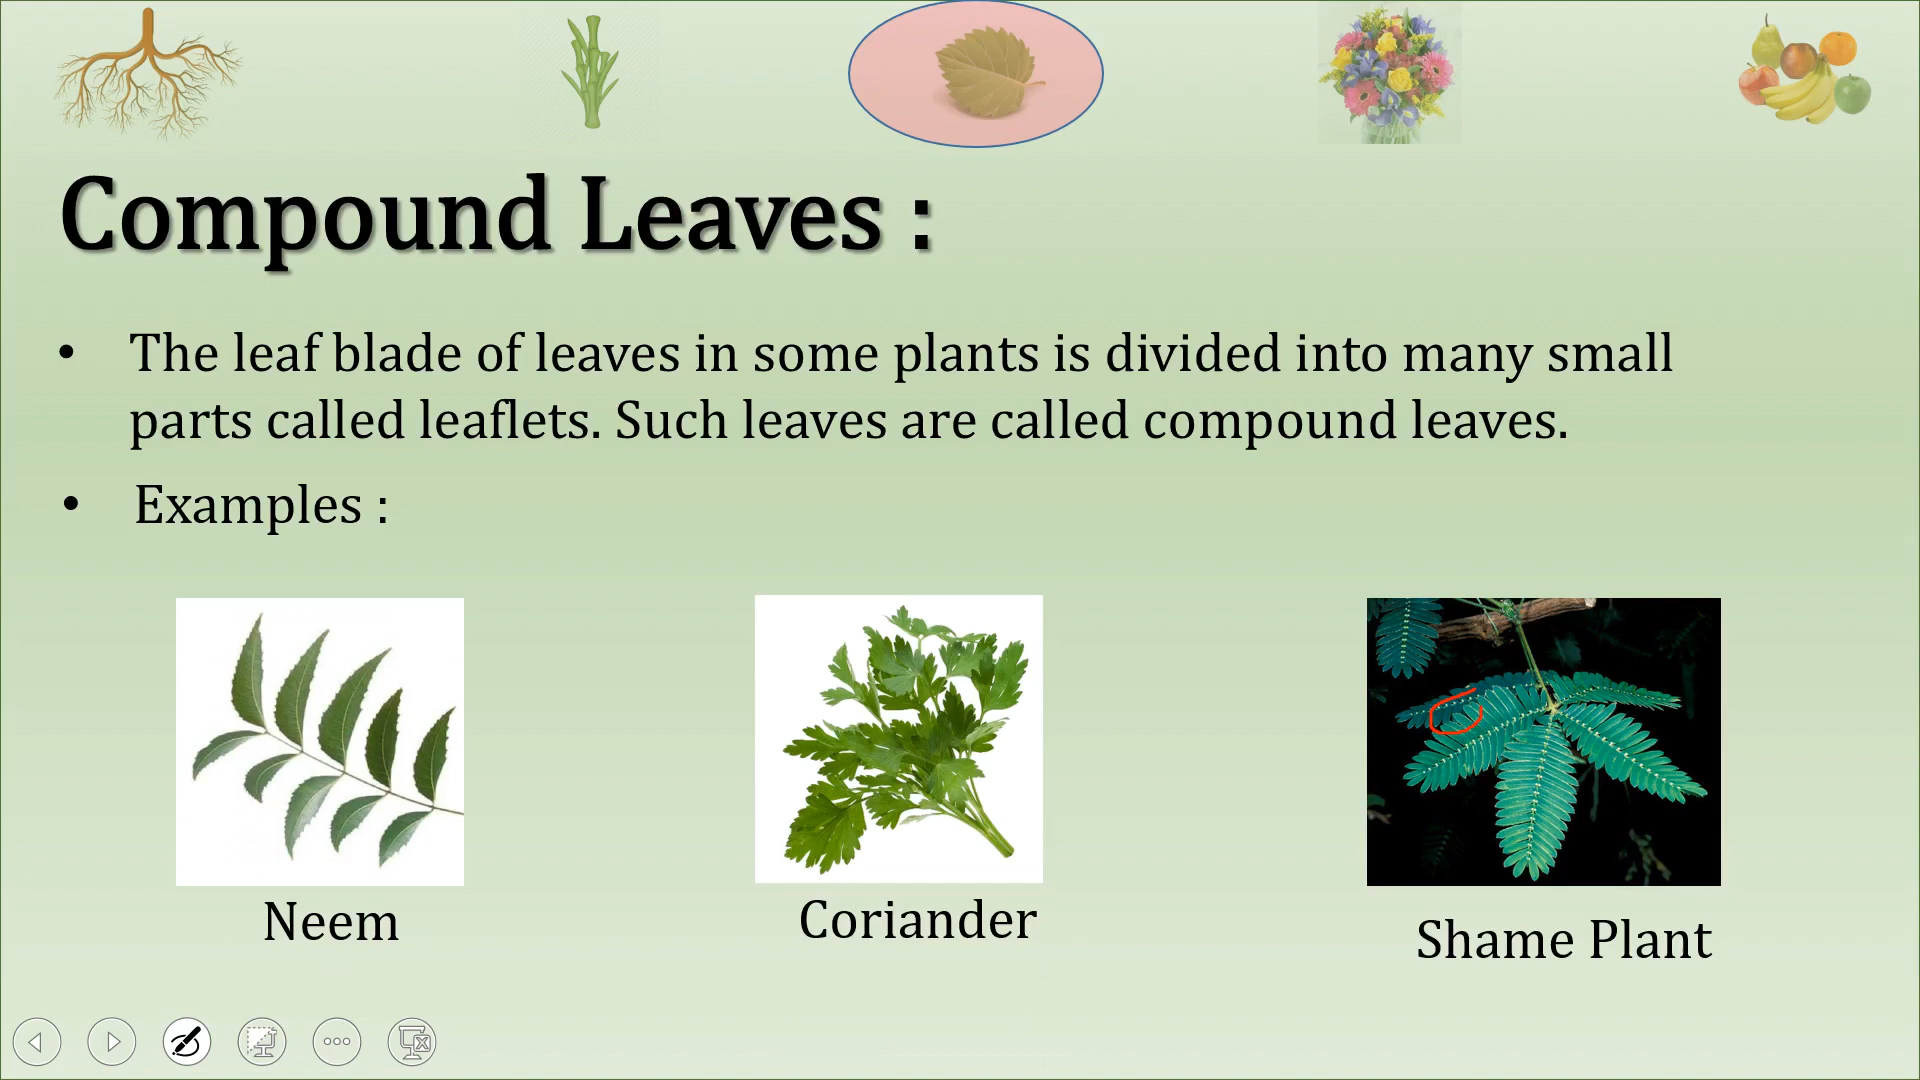 Compound Leaves :
• The leaf blade of leaves in some plants is divided into many small
parts called leaflets. Such leaves are called compound leaves.
• Examples :
Neem
Coriander
Shame Plant